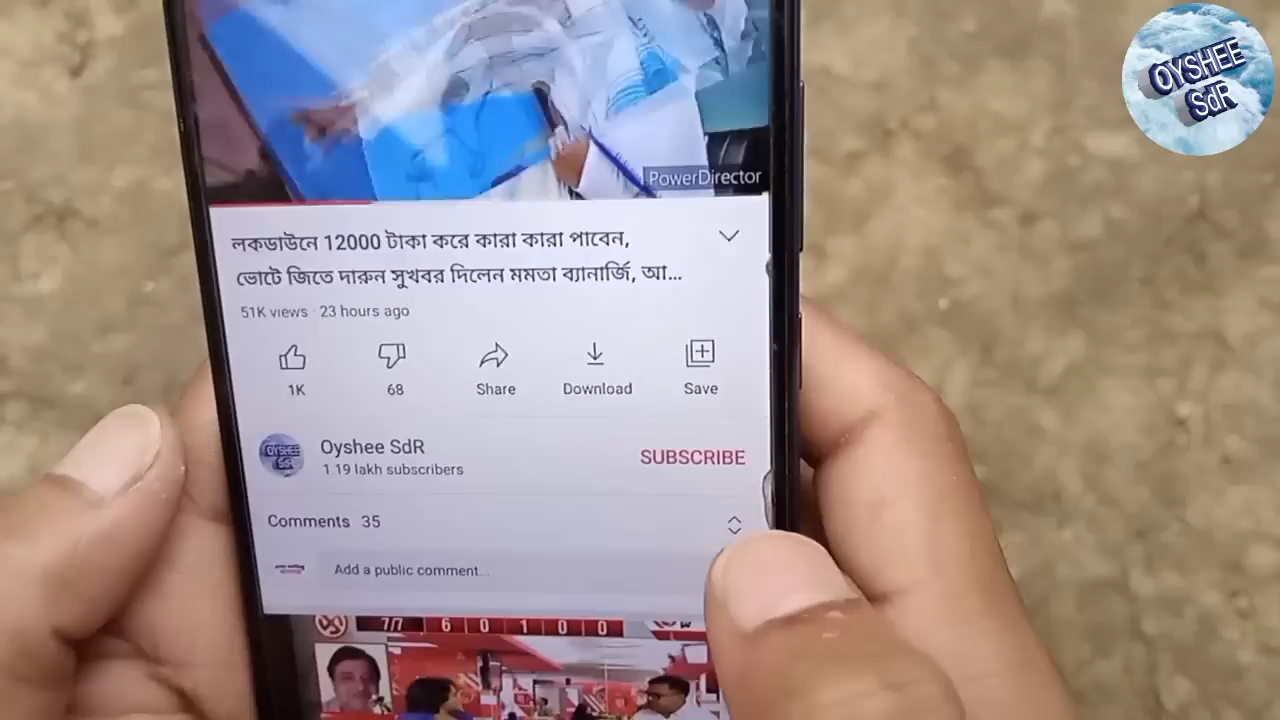 OYSHEE
SdR
PowerDirector
লকডাউনে 12000 টাকা করে কারা কারা পাবেন,
ভোটে জিতে দারুন সুখবর দিলেন মমতা ব্যানার্জি, আ...
51K views · 23 hours ago
1K
68
Share
Download
Save
OYSHEE
SdR
Oyshee SdR
1.19 lakh subscribers
SUBSCRIBE
Comments 35
Add a public comment...
7/7 6 0 1 0 0